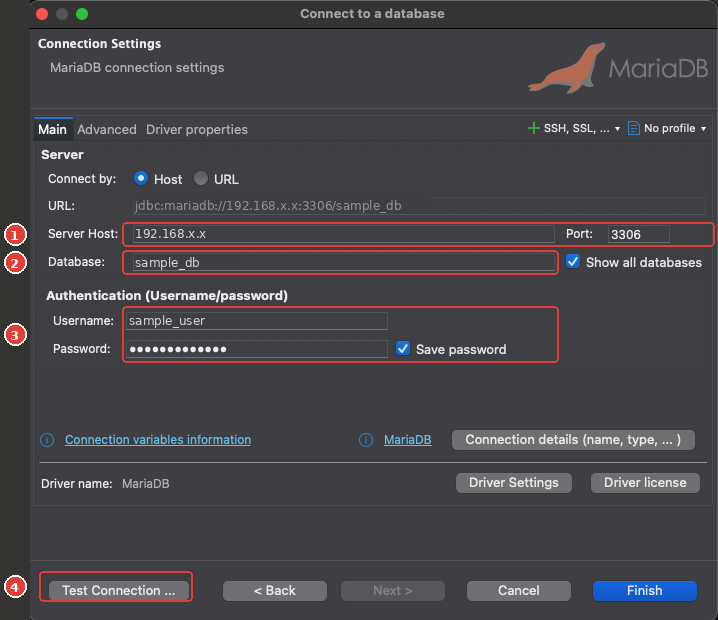 Connect to a database
Connection Settings
MariaDB connection settings
MariaDB
Main Advanced Driver properties
SSH, SSL, ... No profile
Server
Connect by: Host URL
URL: jdbc:mariadb://192.168.x.x:3306/sample_db
1 Server Host: 192.168.x.x Port: 3306
2 Database: sample_db Show all databases
Authentication (Username/password)
Username: sample_user
3
Password: ••••••••••••• Save password
Connection variables information MariaDB Connection details (name, type, ... )
Driver name: MariaDB Driver Settings Driver license
4 Test Connection ... < Back Next > Cancel Finish